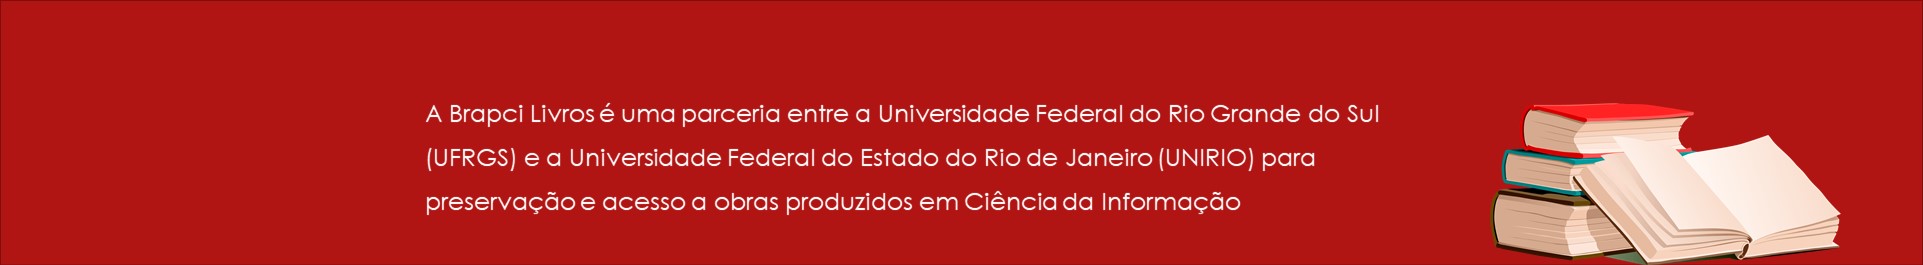 A Brapci Livros é uma parceria entre a Universidade Federal do Rio Grande do Sul
(UFRGS) e a Universidade Federal do Estado do Rio de Janeiro (UNIRIO) para
preservação e acesso a obras produzidos em Ciência da Informação